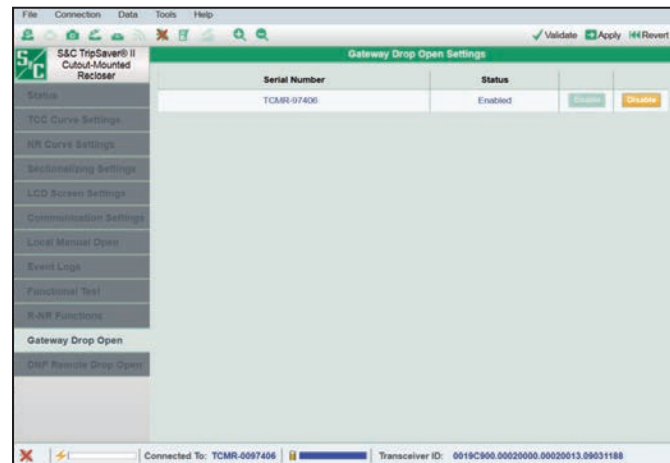 File Connection Data Tools Help
Validate Apply Revert
S&C TripSaver® II
Cutout-Mounted
Recloser
Gateway Drop Open Settings
Serial Number Status
TCMR-97406 Enabled Enable Disable
Status
TCC Curve Settings
NR Curve Settings
Sectionalizing Settings
LCD Screen Settings
Communication Settings
Local Manual Open
Event Logs
Functional Test
R-NR Functions
Gateway Drop Open
DNP Remote Drop Open
Connected To: TCMR-0097406 Transceiver ID: 0019C900.00020000.00020013.09031188